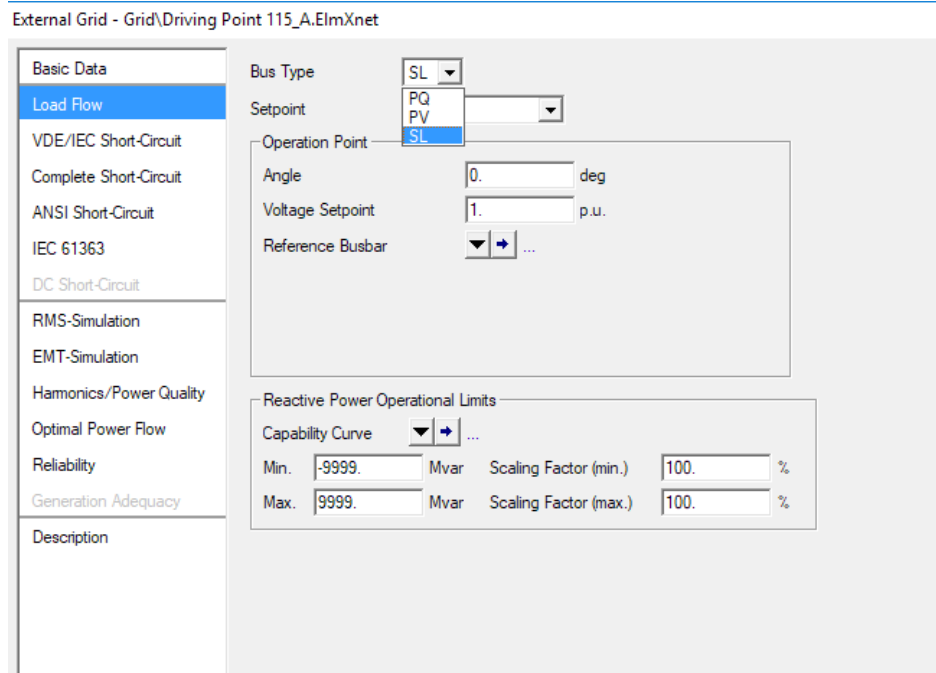 External Grid - Grid\Driving Point 115_A.ElmXnet
Basic Data
Load Flow
VDE/IEC Short-Circuit
Complete Short-Circuit
ANSI Short-Circuit
IEC 61363
DC Short-Circuit
RMS-Simulation
EMT-Simulation
Harmonics/Power Quality
Optimal Power Flow
Reliability
Generation Adequacy
Description
Bus Type SL
PQ
PV
SL
Setpoint
Operation Point
Angle 0. deg
Voltage Setpoint 1. p.u.
Reference Busbar ...
Reactive Power Operational Limits
Capability Curve ...
Min. -9999. Mvar Scaling Factor (min.) 100. %
Max. 9999. Mvar Scaling Factor (max.) 100. %